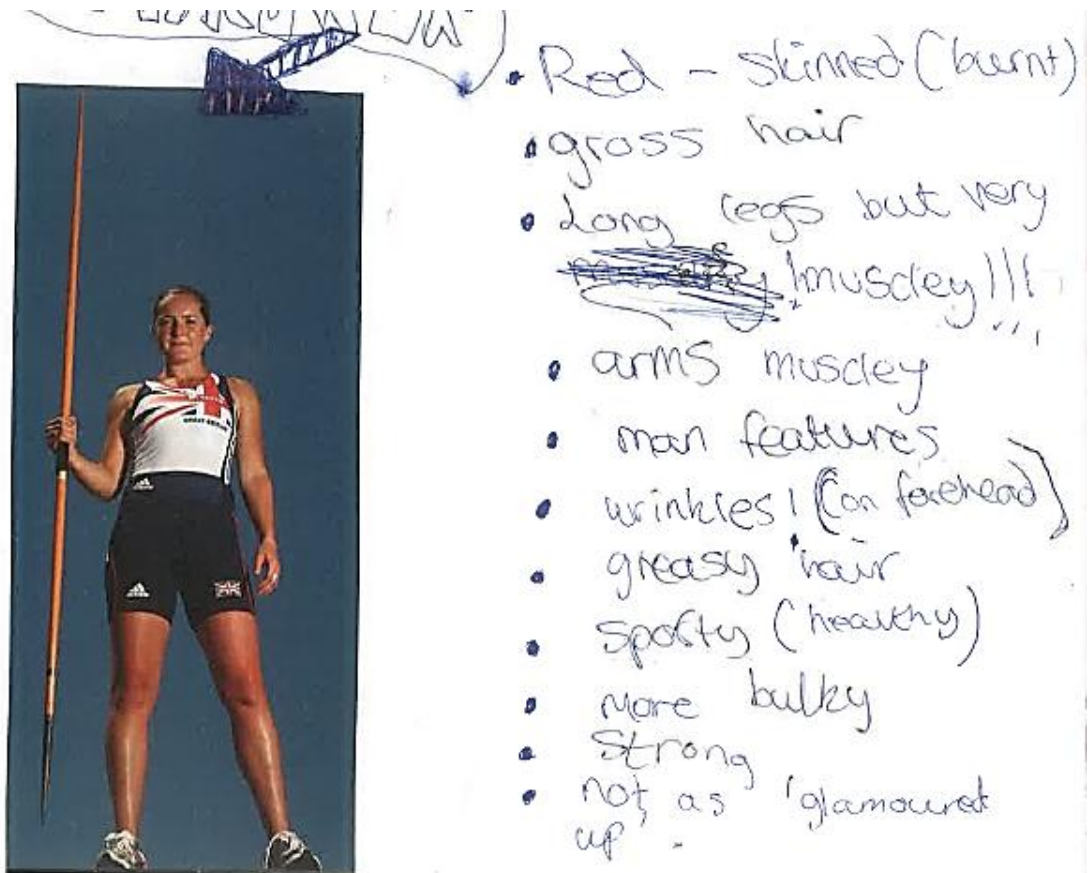 • Red - skinned (burnt)
• gross hair
• Long legs but very
!muscley!!!
• arms muscley
• man features
• wrinkles! (on forehead)
• greasy hair
• Sporty (healthy)
• More bulky
• Strong
• not as 'glamoured
up'.